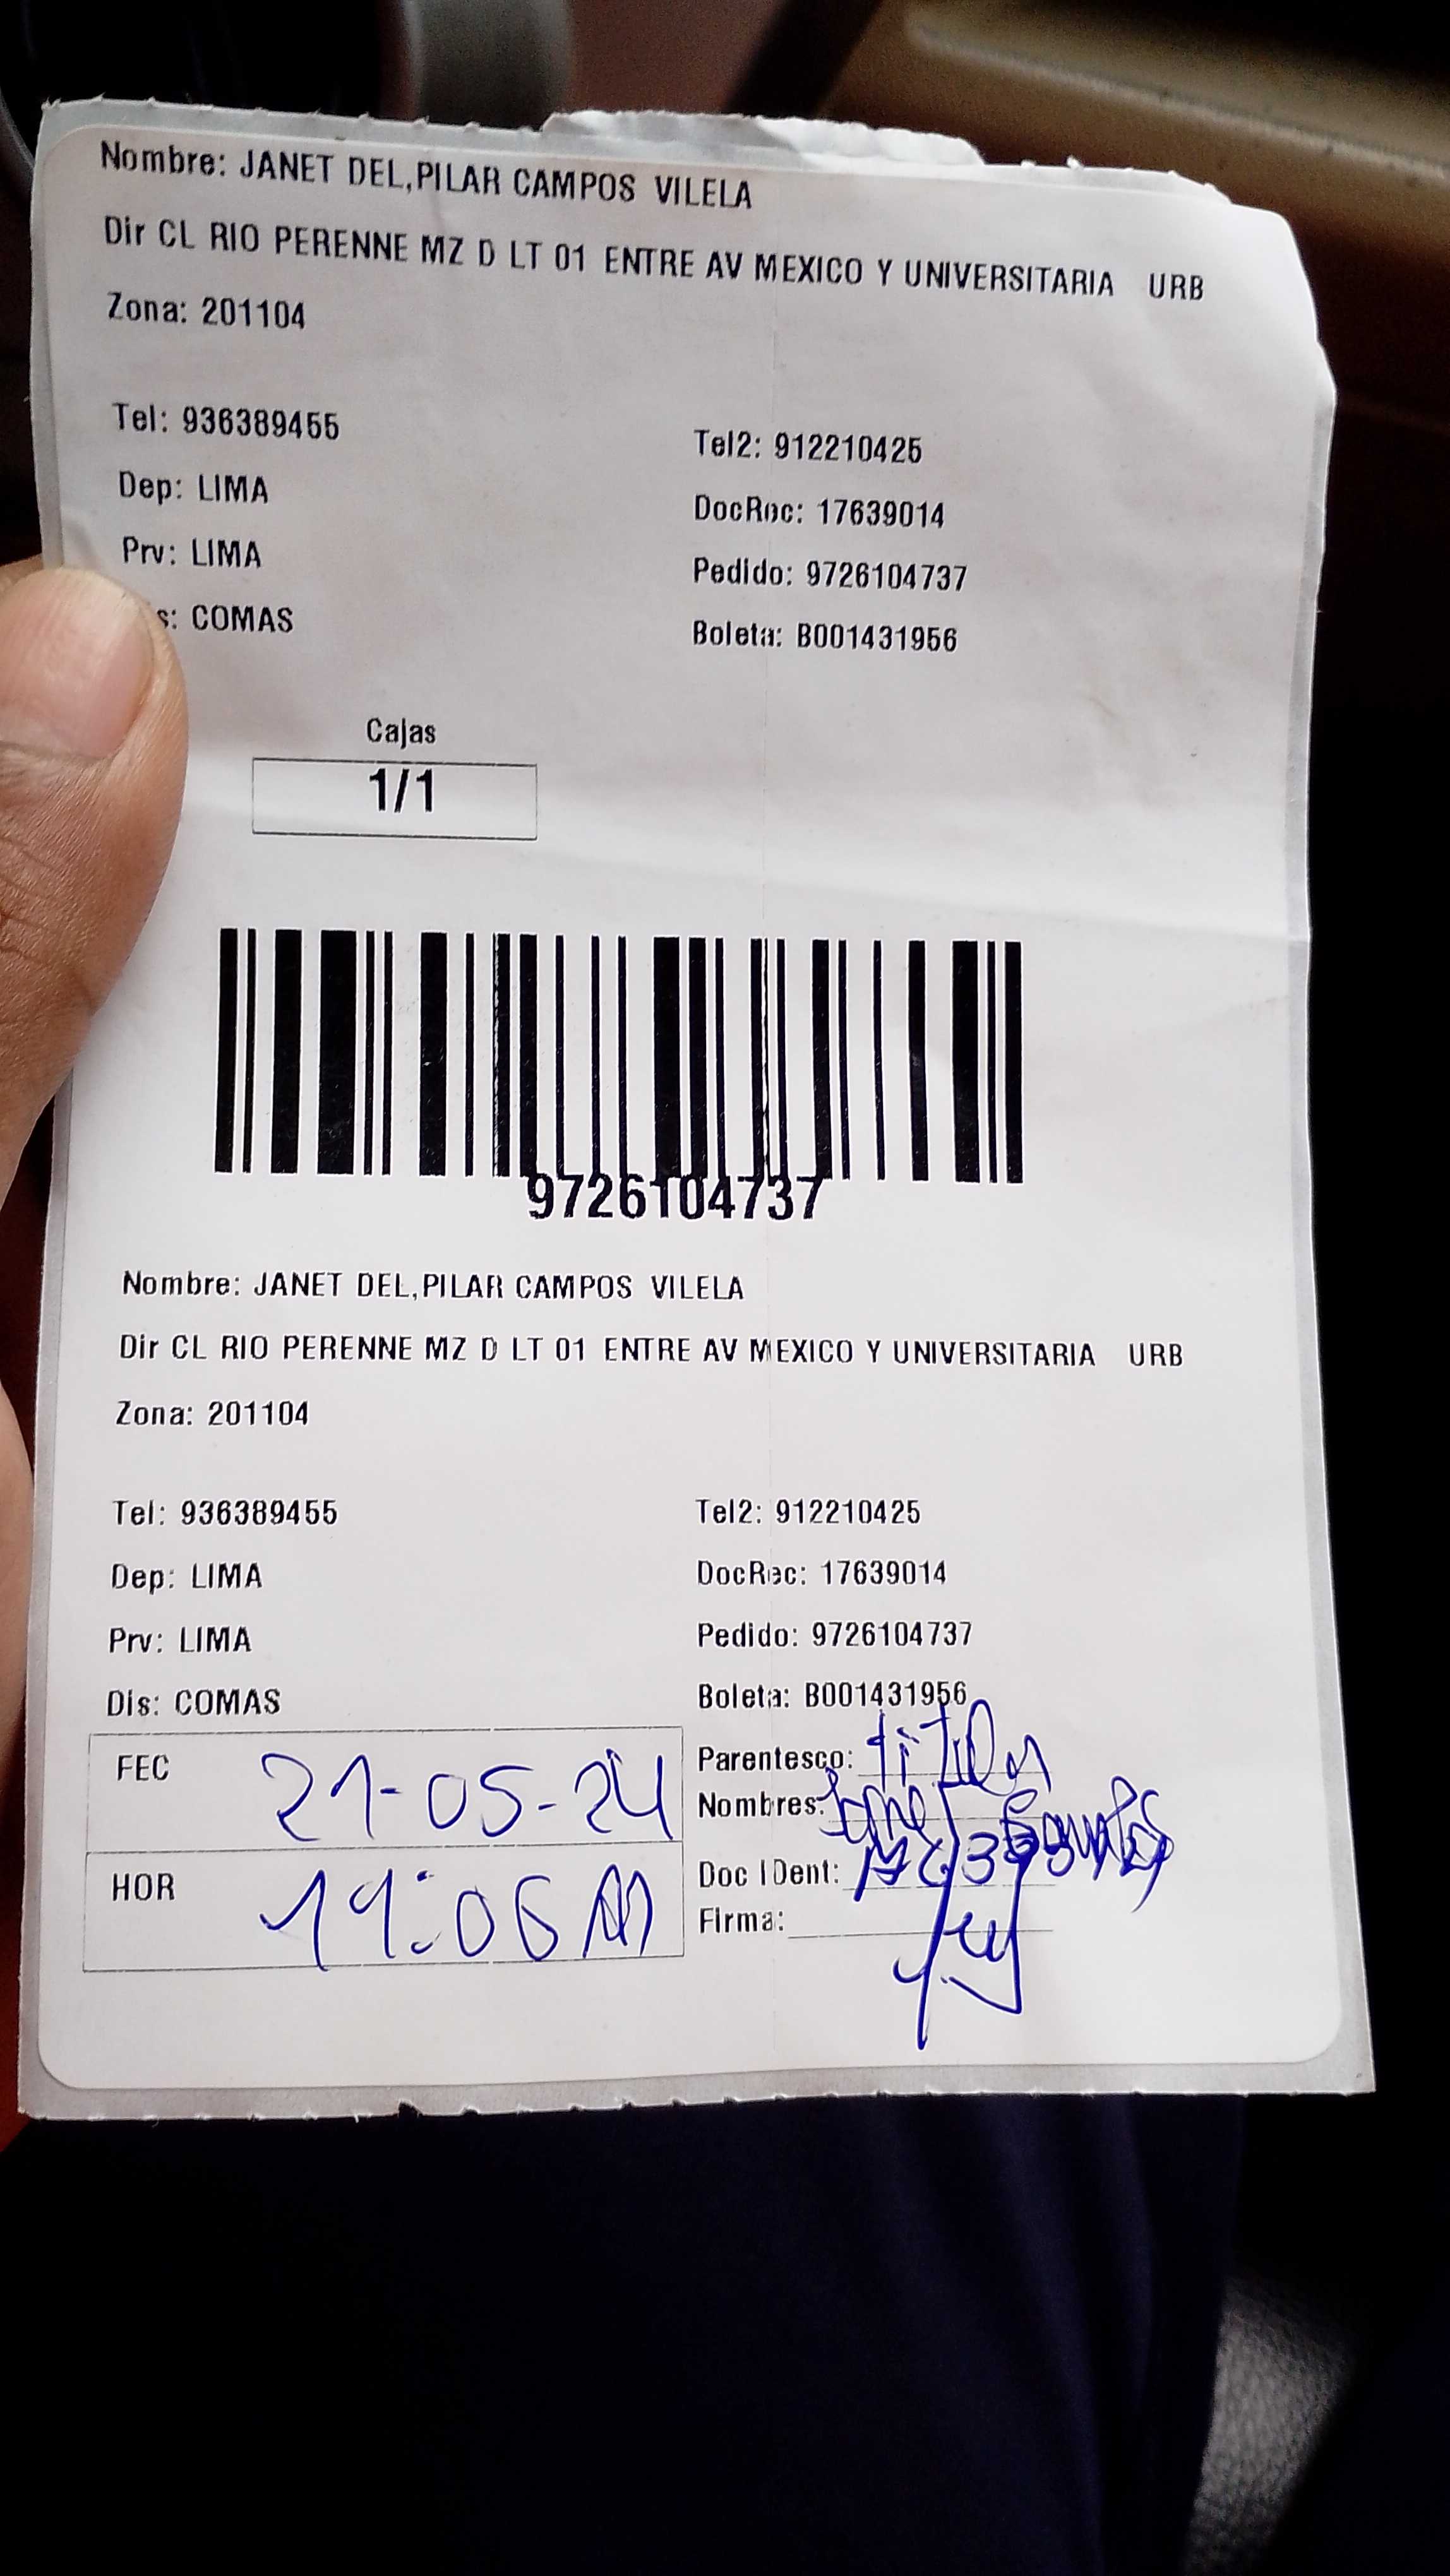 Nombre: JANET DEL,PILAR CAMPOS VILELA
Dir CL RIO PERENNE MZ D LT 01 ENTRE AV MEXICO Y UNIVERSITARIA URB
Zona: 201104
Tel: 936389455 Tel2: 912210425
Dep: LIMA DocRec: 17639014
Prv: LIMA Pedido: 9726104737
s: COMAS Boleta: B001431956
Cajas
1/1
9726104737
Nombre: JANET DEL,PILAR CAMPOS VILELA
Dir CL RIO PERENNE MZ D LT 01 ENTRE AV MEXICO Y UNIVERSITARIA URB
Zona: 201104
Tel: 936389455 Tel2: 912210425
Dep: LIMA DocRec: 17639014
Prv: LIMA Pedido: 9726104737
Dis: COMAS Boleta: B001431956
FEC 21-05-24 Parentesco: titular
Nombres:
HOR Doc IDent:
Firma: